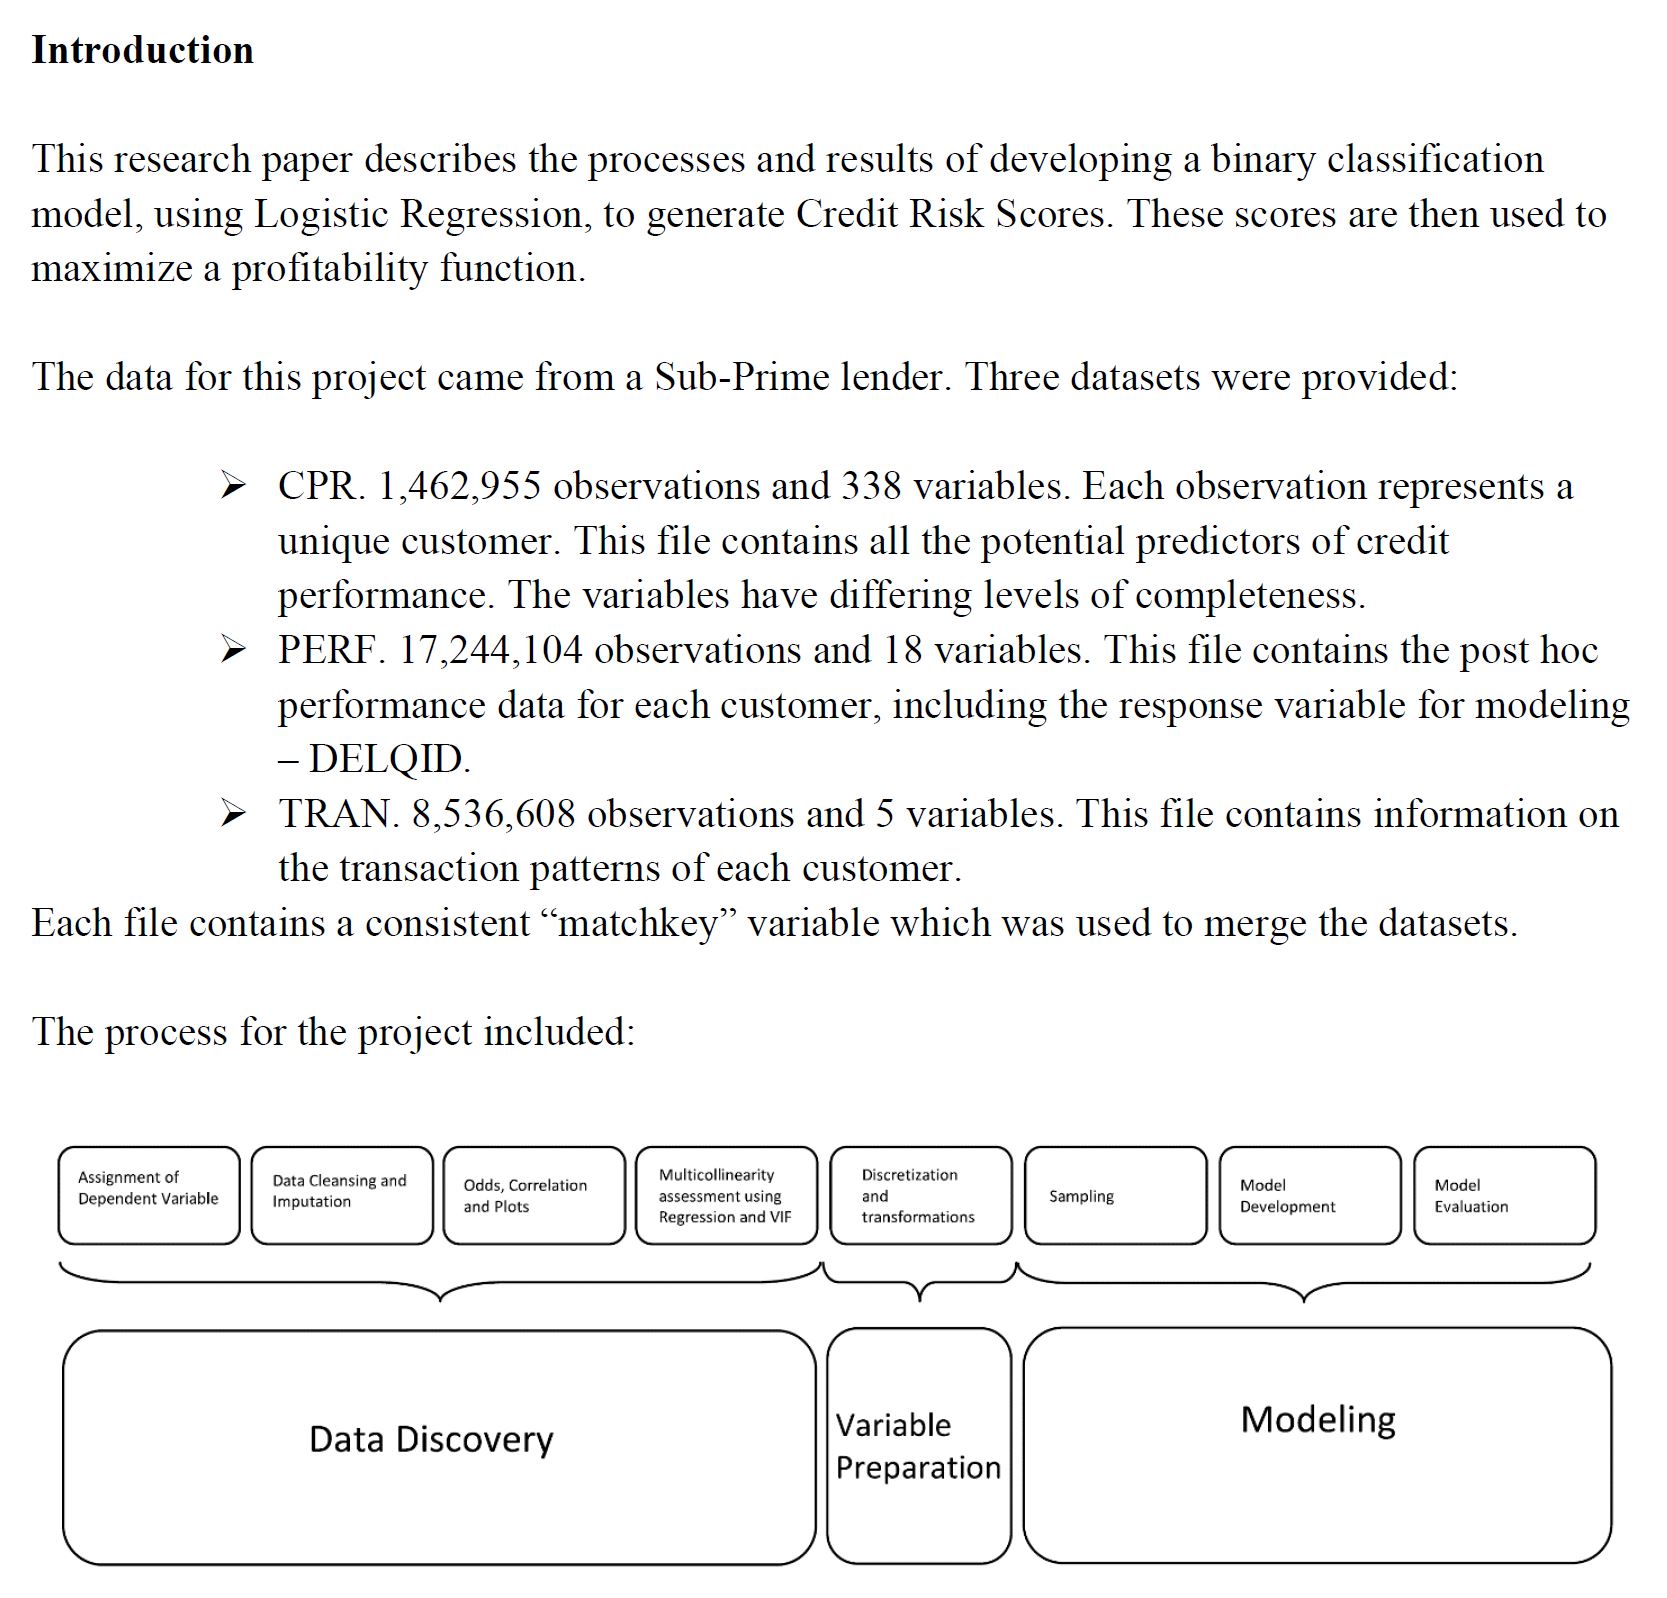 Introduction
This research paper describes the processes and results of developing a binary classification
model, using Logistic Regression, to generate Credit Risk Scores. These scores are then used to
maximize a profitability function.
The data for this project came from a Sub-Prime lender. Three datasets were provided:
➢ CPR. 1,462,955 observations and 338 variables. Each observation represents a
unique customer. This file contains all the potential predictors of credit
performance. The variables have differing levels of completeness.
➢ PERF. 17,244,104 observations and 18 variables. This file contains the post hoc
performance data for each customer, including the response variable for modeling
– DELQID.
➢ TRAN. 8,536,608 observations and 5 variables. This file contains information on
the transaction patterns of each customer.
Each file contains a consistent “matchkey” variable which was used to merge the datasets.
The process for the project included:
Assignment of
Dependent Variable
Data Cleansing and
Imputation
Odds, Correlation
and Plots
Multicollinearity
assessment using
Regression and VIF
Discretization
and
transformations
Sampling
Model
Development
Model
Evaluation
Data Discovery
Variable
Preparation
Modeling